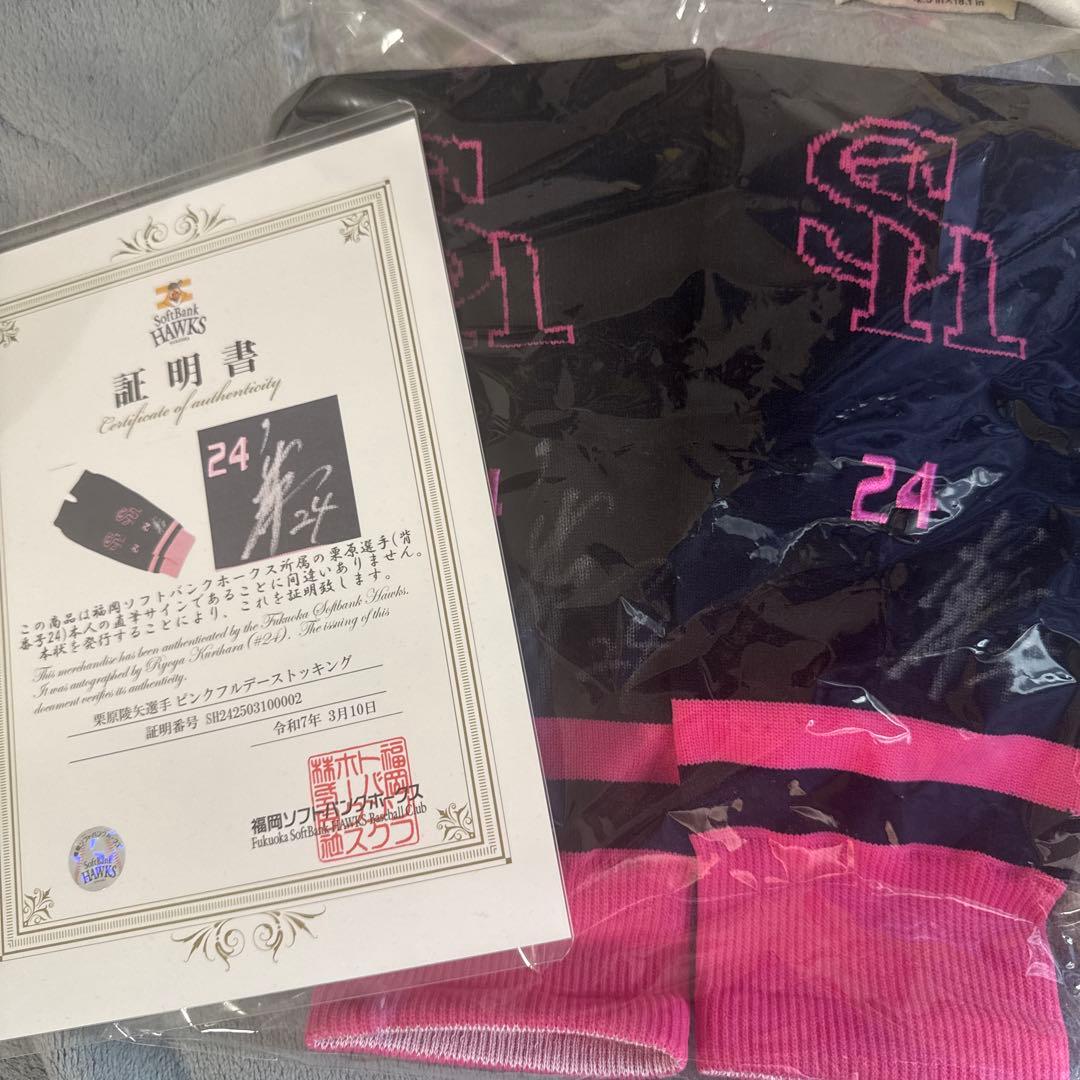 SoftBank
HAWKS
証明書
Certificate of authenticity
24
24
この商品は福岡ソフトバンクホークス所属の栗原選手(背
番号24)本人の直筆サインであることに間違いありません。
本状を発行することにより、これを証明致します。
This merchandise has been authenticated by the Fukuoka Softbank Hawks.
It was autographed by Ryoya Kurihara (#24). The issuing of this
document verifies its authenticity.
栗原陵矢選手 ピンクフルデーストッキング
証明番号 SH242503100002
令和7年 3月10日
福岡ソフトバンクホークス
Fukuoka SoftBank HAWKS Baseball Club
SoftBank
HAWKS
SH
24